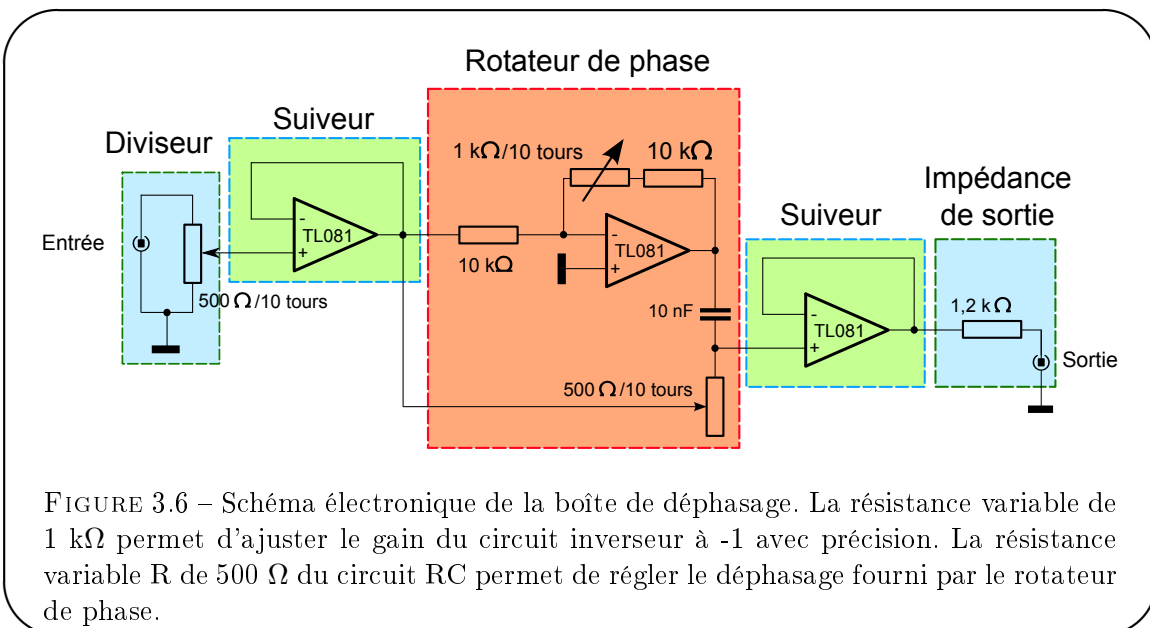 Rotateur de phase
Suiveur
Diviseur
1 kΩ/10 tours
10 kΩ
Impédance
de sortie
Suiveur
Entrée
-
+
TL081
10 kΩ
-
+
TL081
500 Ω/10 tours
10 nF
-
+
TL081
1,2 kΩ
Sortie
500 Ω/10 tours
FIGURE 3.6 – Schéma électronique de la boîte de déphasage. La résistance variable de
1 kΩ permet d'ajuster le gain du circuit inverseur à -1 avec précision. La résistance
variable R de 500 Ω du circuit RC permet de régler le déphasage fourni par le rotateur
de phase.